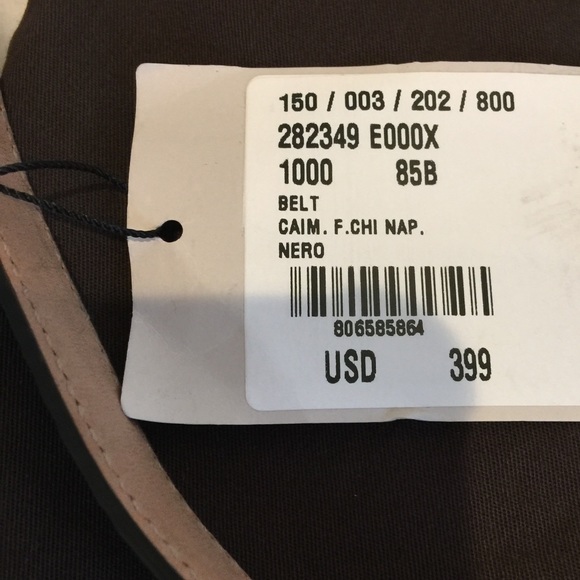 150 / 003 / 202 / 800
282349 E000X
1000 85B
BELT
CAIM. F.CHI NAP.
NERO
806585864
USD 399